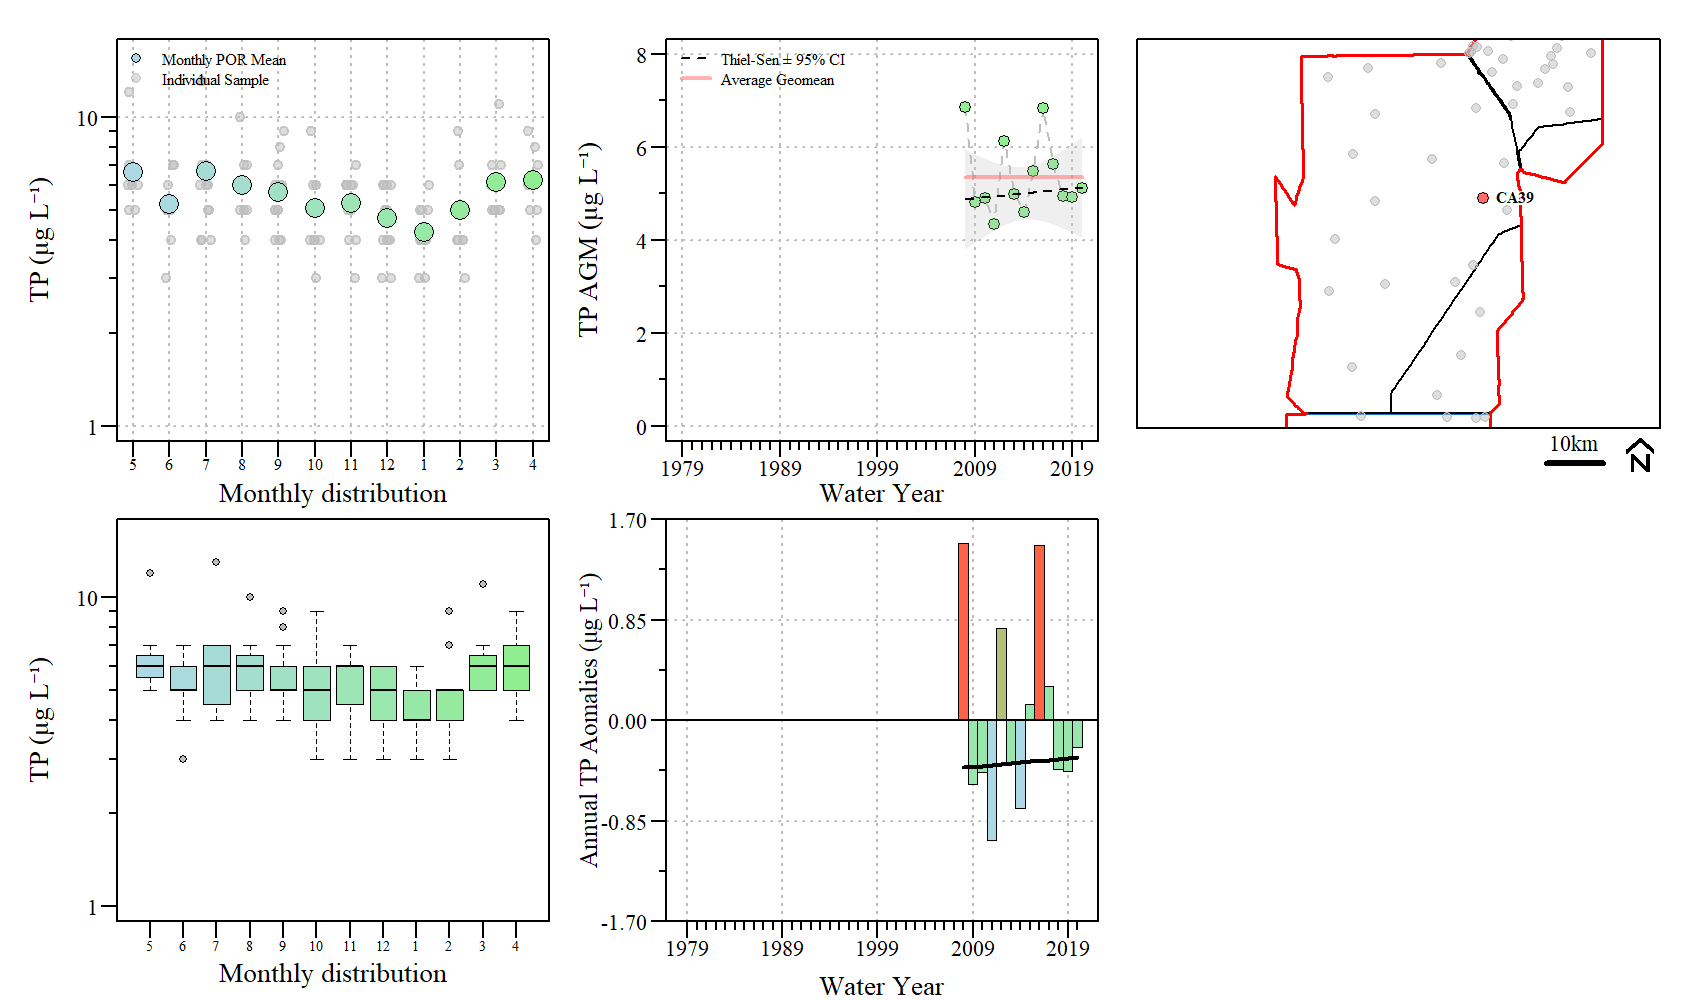 Monthly POR Mean
Individual Sample
10
1
TP (µg L⁻¹)
5 6 7 8 9 10 11 12 1 2 3 4
Monthly distribution
Thiel-Sen ± 95% CI
Average Geomean
8
6
4
2
0
TP AGM (µg L⁻¹)
1979 1989 1999 2009 2019
Water Year
CA39
10km
N
10
1
TP (µg L⁻¹)
5 6 7 8 9 10 11 12 1 2 3 4
Monthly distribution
1.70
0.85
0.00
-0.85
-1.70
Annual TP Aomalies (µg L⁻¹)
1979 1989 1999 2009 2019
Water Year